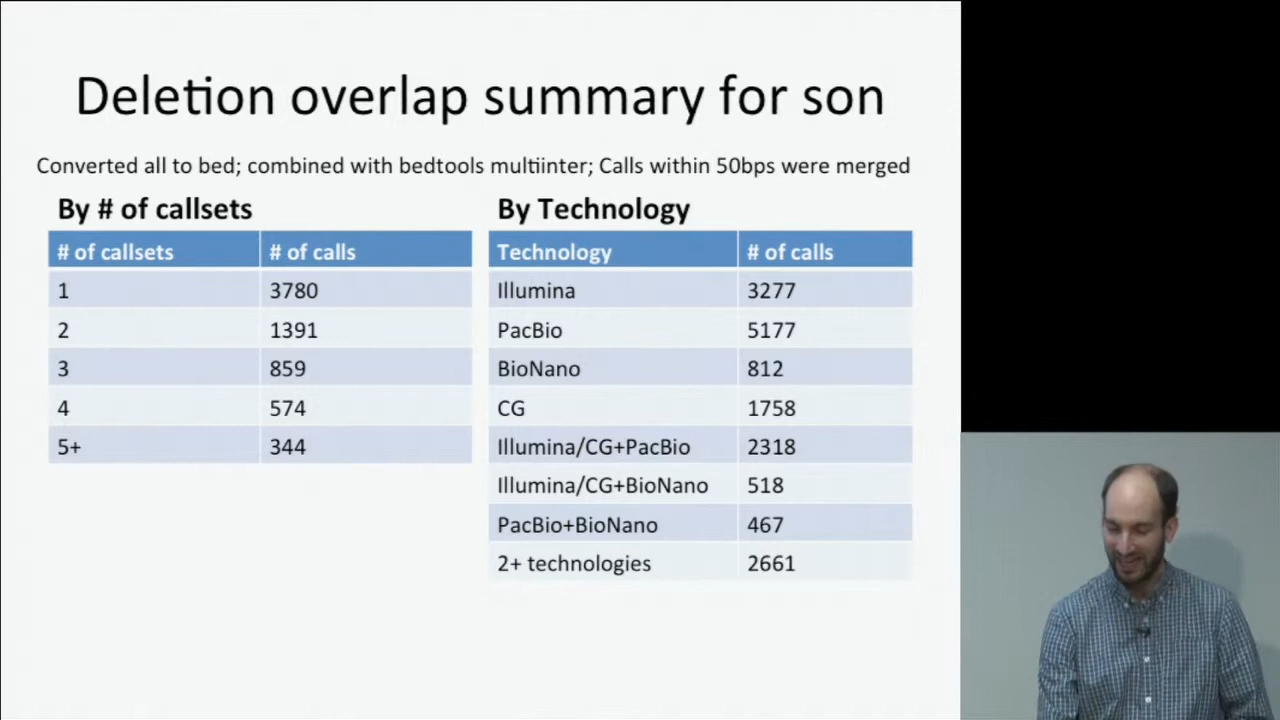 Deletion overlap summary for son
Converted all to bed; combined with bedtools multiinter; Calls within 50bps were merged
By # of callsets
# of callsets # of calls
1 3780
2 1391
3 859
4 574
5+ 344
By Technology
Technology # of calls
Illumina 3277
PacBio 5177
BioNano 812
CG 1758
Illumina/CG+PacBio 2318
Illumina/CG+BioNano 518
PacBio+BioNano 467
2+ technologies 2661